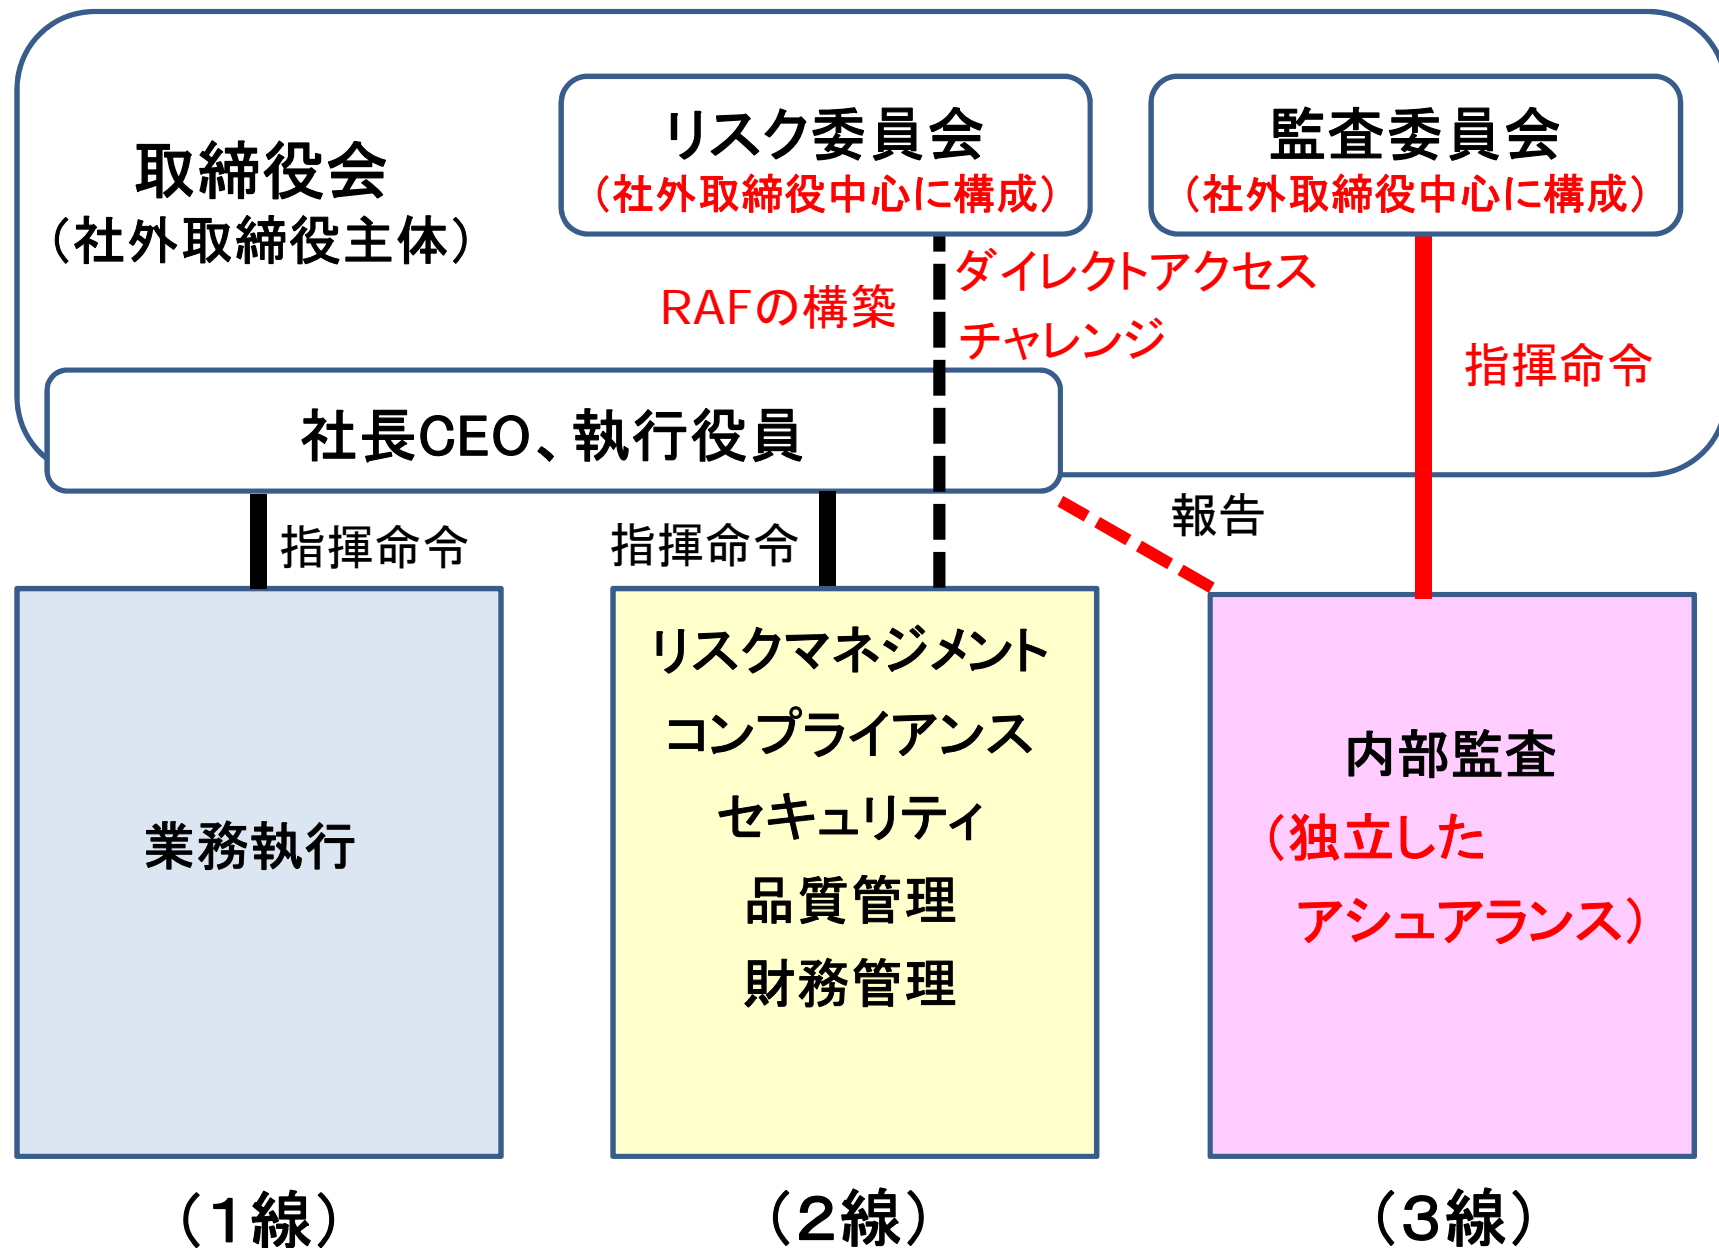 取締役会
（社外取締役主体）
リスク委員会
（社外取締役中心に構成）
監査委員会
（社外取締役中心に構成）
RAFの構築
ダイレクトアクセス
チャレンジ
指揮命令
社長CEO、執行役員
指揮命令
指揮命令
報告
業務執行
リスクマネジメント
コンプライアンス
セキュリティ
品質管理
財務管理
内部監査
（独立した
アシュアランス）
（１線）
（２線）
（３線）